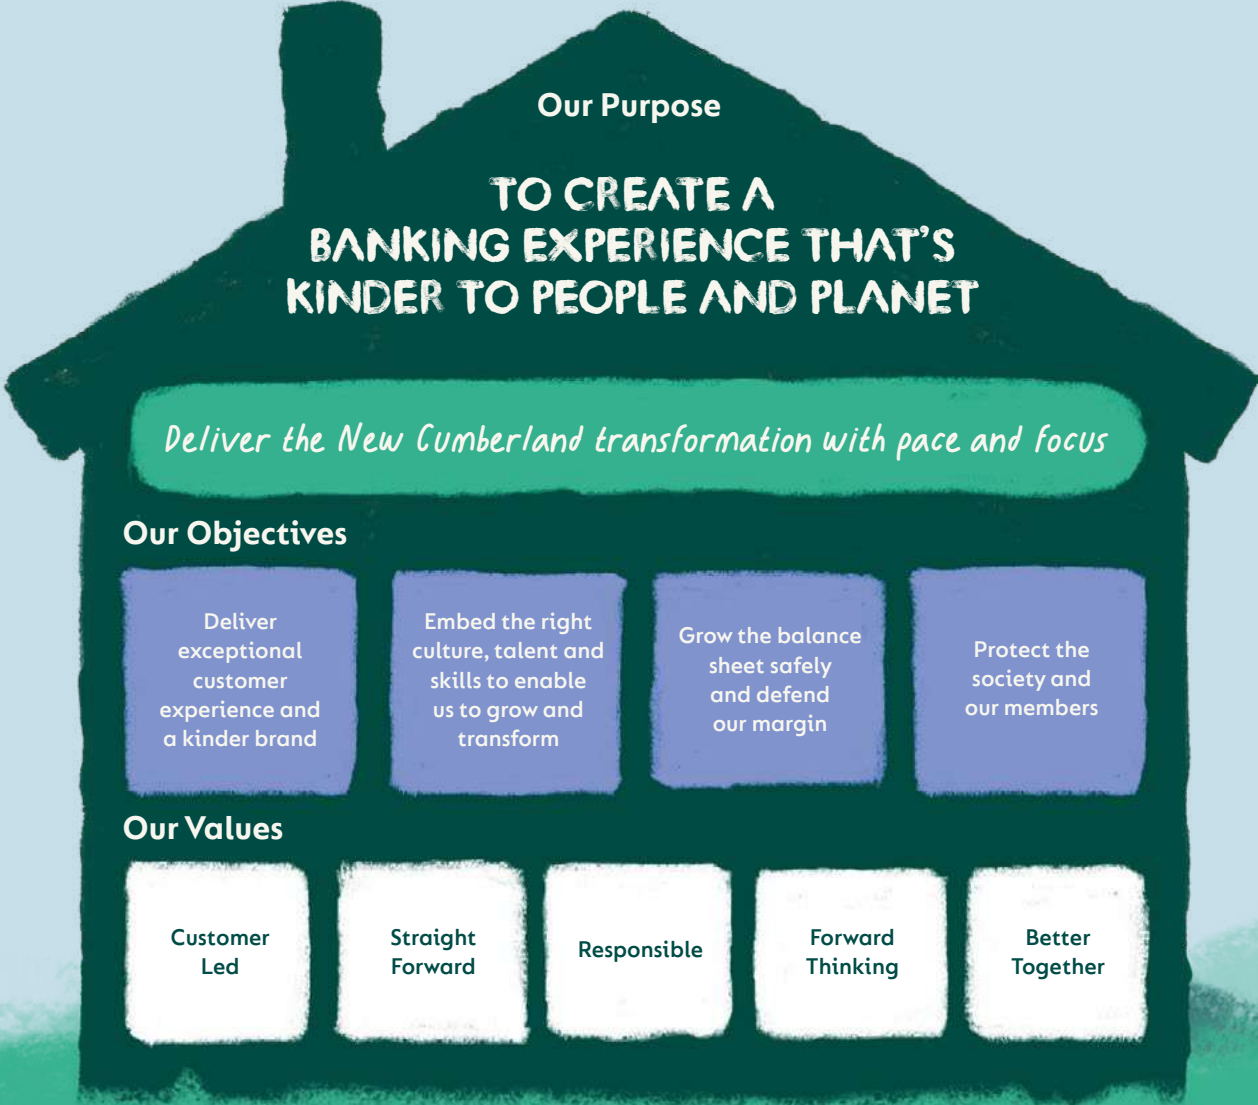 Our Purpose
TO CREATE A
BANKING EXPERIENCE THAT'S
KINDER TO PEOPLE AND PLANET
Deliver the New Cumberland transformation with pace and focus
Our Objectives
Deliver
exceptional
customer
experience and
a kinder brand
Embed the right
culture, talent and
skills to enable
us to grow and
transform
Grow the balance
sheet safely
and defend
our margin
Protect the
society and
our members
Our Values
Customer
Led
Straight
Forward
Responsible
Forward
Thinking
Better
Together